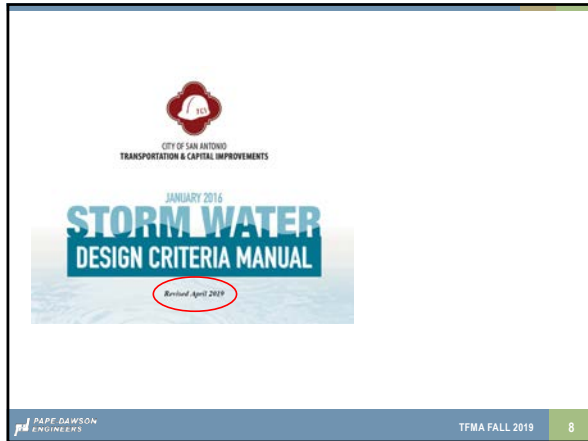 TCI
CITY OF SAN ANTONIO
TRANSPORTATION & CAPITAL IMPROVEMENTS
JANUARY 2016
STORM WATER
DESIGN CRITERIA MANUAL
Revised April 2019
pd PAPE-DAWSON
ENGINEERS
TFMA FALL 2019
8